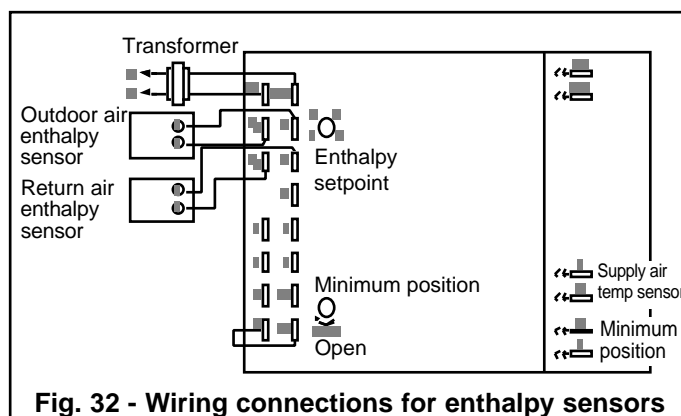 Transformer
Outdoor air
enthalpy
sensor
Return air
enthalpy
sensor
Enthalpy
setpoint
Minimum position
Open
Supply air
temp sensor
Minimum
position
Fig. 32 - Wiring connections for enthalpy sensors